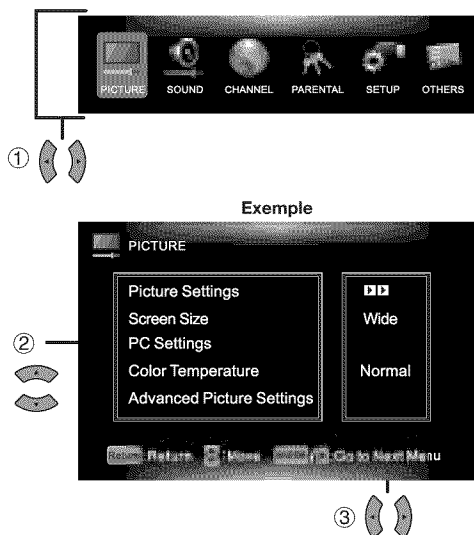 PICTURE SOUND CHANNEL PARENTAL SETUP OTHERS
①
Exemple
PICTURE
Picture Settings
Screen Size Wide
② PC Settings
Color Temperature Normal
Advanced Picture Settings
Return Return Move Go to Next Menu
③